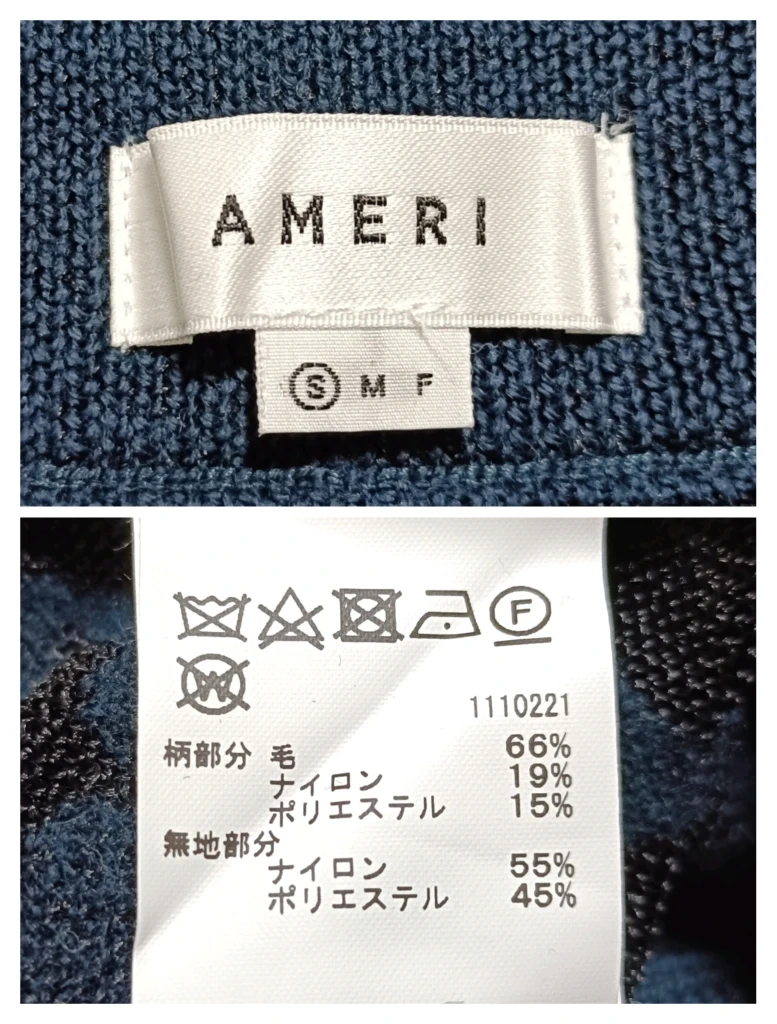 AMERI
S M F
F
W
1110221
柄部分 毛 66%
ナイロン 19%
ポリエステル 15%
無地部分
ナイロン 55%
ポリエステル 45%